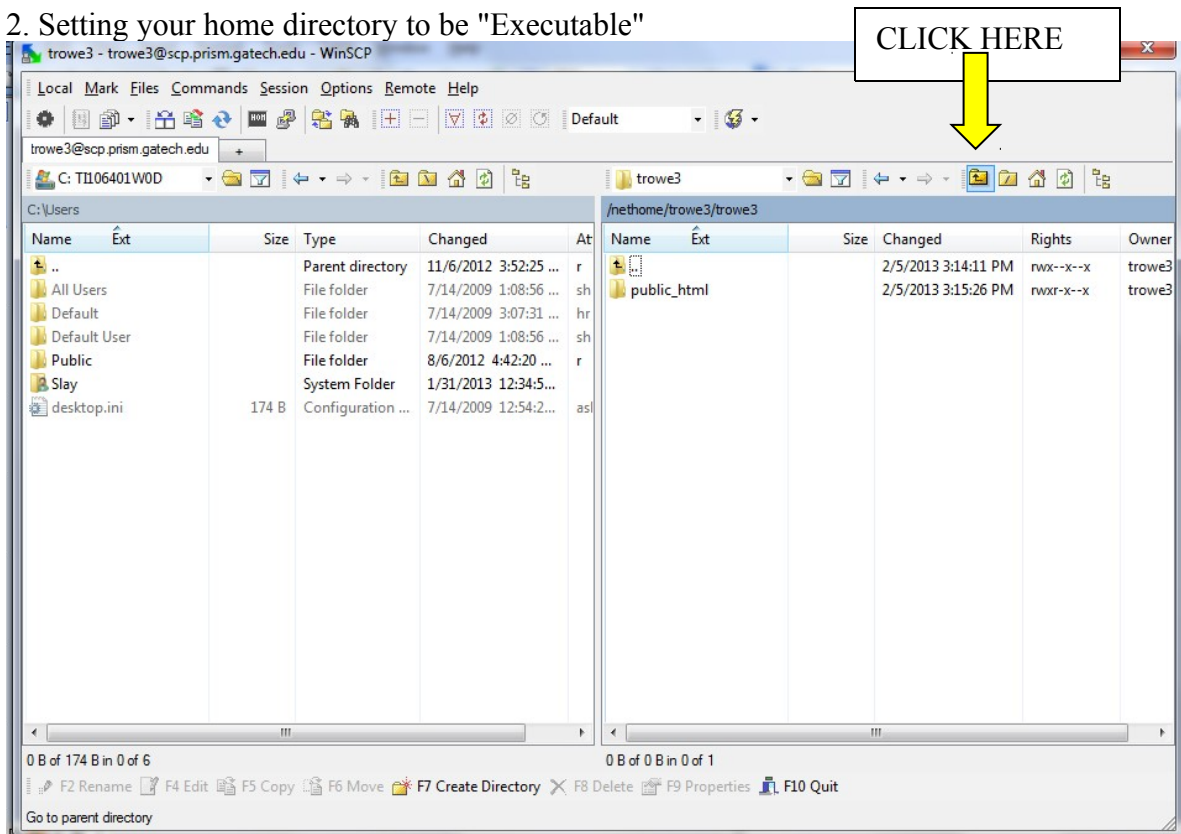 2. Setting your home directory to be "Executable"
CLICK HERE
trowe3 - trowe3@scp.prism.gatech.edu - WinSCP
Local Mark Files Commands Session Options Remote Help
Default
trowe3@scp.prism.gatech.edu +
C: TI106401W0D
trowe3
C:\Users
/nethome/trowe3/trowe3
Name Ext Size Type Changed At
Name Ext Size Changed Rights Owner
.. Parent directory 11/6/2012 3:52:25 ... r
.. 2/5/2013 3:14:11 PM rwx--x--x trowe3
All Users File folder 7/14/2009 1:08:56 ... sh
public_html 2/5/2013 3:15:26 PM rwxr-x--x trowe3
Default File folder 7/14/2009 3:07:31 ... hr
Default User File folder 7/14/2009 1:08:56 ... sh
Public File folder 8/6/2012 4:42:20 ... r
Slay System Folder 1/31/2013 12:34:5...
desktop.ini 174 B Configuration ... 7/14/2009 12:54:2... asl
0 B of 174 B in 0 of 6
0 B of 0 B in 0 of 1
F2 Rename F4 Edit F5 Copy F6 Move F7 Create Directory F8 Delete F9 Properties F10 Quit
Go to parent directory